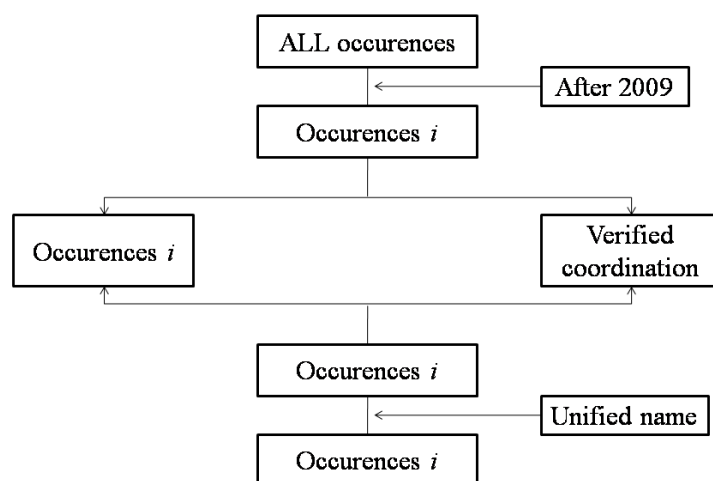 ALL occurences
After 2009
Occurences i
Occurences i
Verified
coordination
Occurences i
Unified name
Occurences i